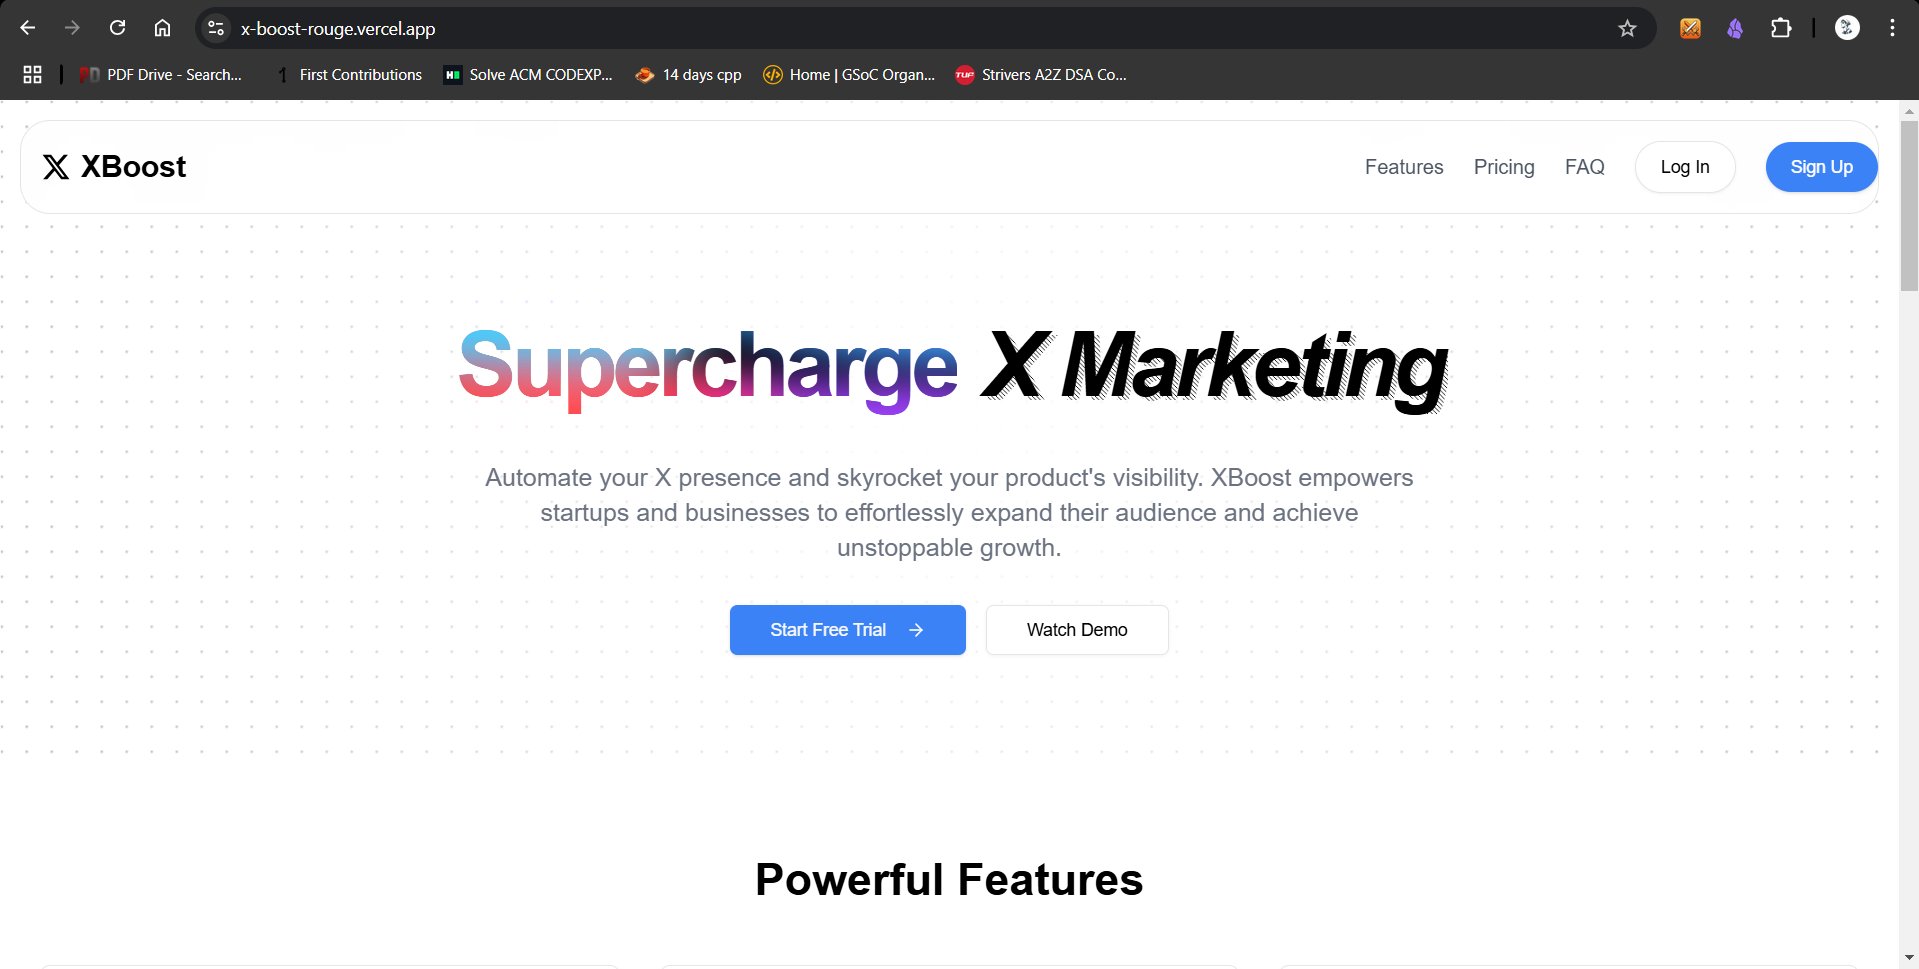 x-boost-rouge.vercel.app
PDF Drive - Search... First Contributions Solve ACM CODEXP... 14 days cpp Home | GSoC Organ... Strivers A2Z DSA Co...
XBoost Features Pricing FAQ Log In Sign Up
Supercharge X Marketing
Automate your X presence and skyrocket your product's visibility. XBoost empowers
startups and businesses to effortlessly expand their audience and achieve
unstoppable growth.
Start Free Trial → Watch Demo
Powerful Features